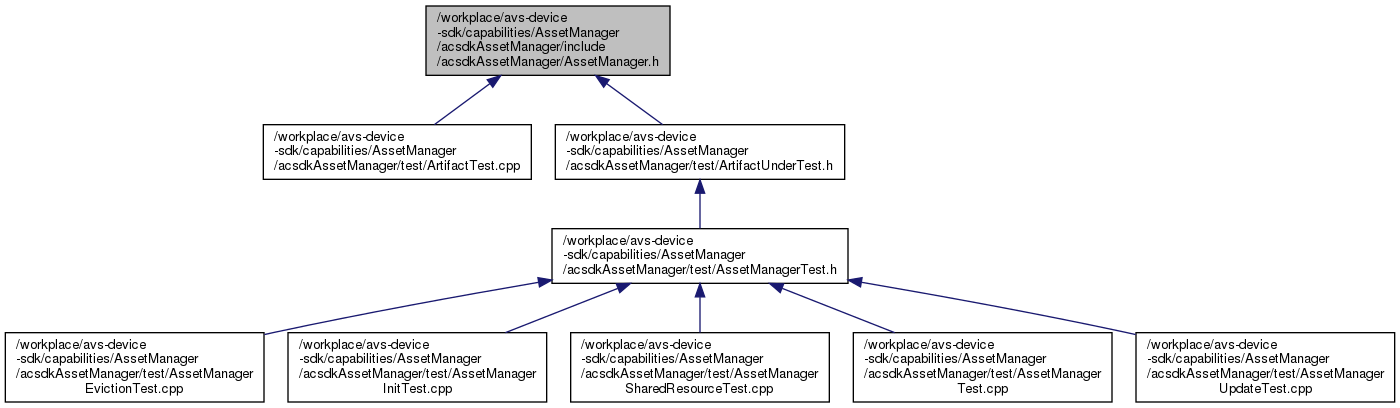 /workplace/avs-device
-sdk/capabilities/AssetManager
/acsdkAssetManager/include
/acsdkAssetManager/AssetManager.h
/workplace/avs-device
-sdk/capabilities/AssetManager
/acsdkAssetManager/test/ArtifactTest.cpp
/workplace/avs-device
-sdk/capabilities/AssetManager
/acsdkAssetManager/test/ArtifactUnderTest.h
/workplace/avs-device
-sdk/capabilities/AssetManager
/acsdkAssetManager/test/AssetManagerTest.h
/workplace/avs-device
-sdk/capabilities/AssetManager
/acsdkAssetManager/test/AssetManager
EvictionTest.cpp
/workplace/avs-device
-sdk/capabilities/AssetManager
/acsdkAssetManager/test/AssetManager
InitTest.cpp
/workplace/avs-device
-sdk/capabilities/AssetManager
/acsdkAssetManager/test/AssetManager
SharedResourceTest.cpp
/workplace/avs-device
-sdk/capabilities/AssetManager
/acsdkAssetManager/test/AssetManager
Test.cpp
/workplace/avs-device
-sdk/capabilities/AssetManager
/acsdkAssetManager/test/AssetManager
UpdateTest.cpp